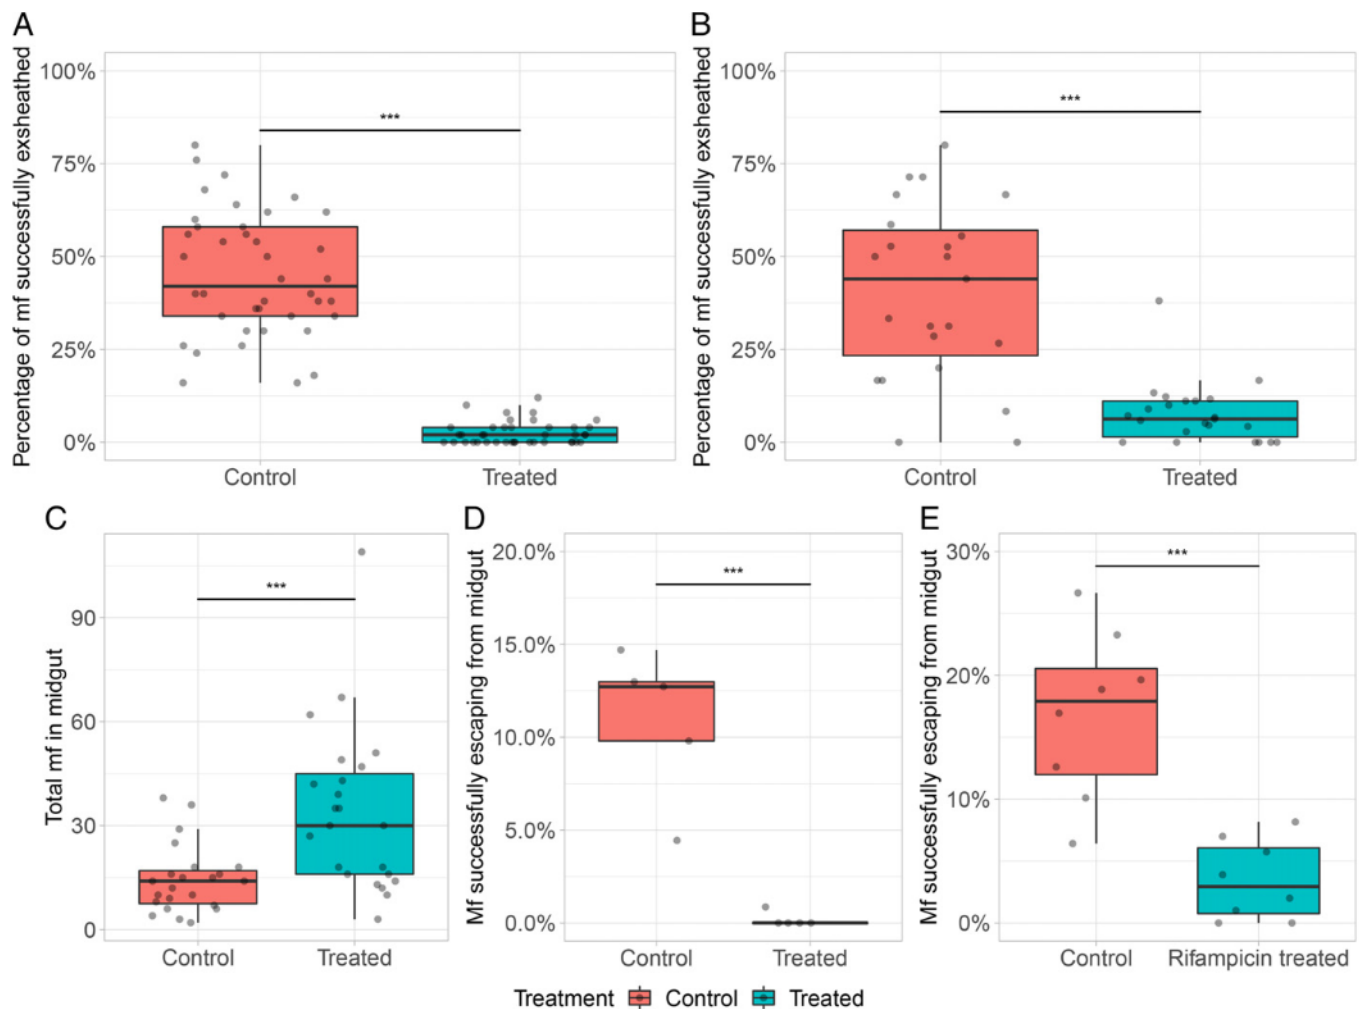 A
Percentage of mf successfully exsheathed
100%
75%
50%
25%
0%
***
Control
Treated
B
Percentage of mf successfully exsheathed
100%
75%
50%
25%
0%
***
Control
Treated
C
Total mf in midgut
90
60
30
0
***
Control
Treated
D
Mf successfully escaping from midgut
20.0%
15.0%
10.0%
5.0%
0.0%
***
Control
Treated
E
Mf successfully escaping from midgut
30%
20%
10%
0%
***
Control
Rifampicin treated
Treatment Control Treated